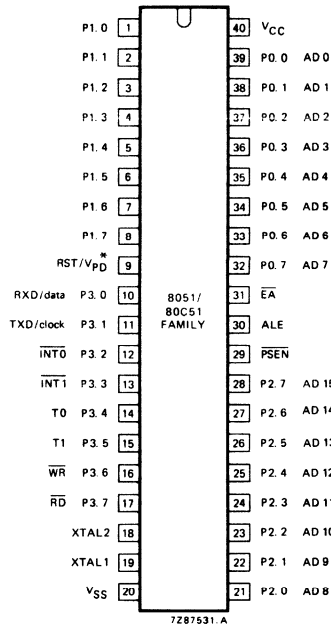 P1.0 1 40 VCC
P1.1 2 39 P0.0 AD0
P1.2 3 38 P0.1 AD1
P1.3 4 37 P0.2 AD2
P1.4 5 36 P0.3 AD3
P1.5 6 35 P0.4 AD4
P1.6 7 34 P0.5 AD5
P1.7 8 33 P0.6 AD6
RST/VPD* 9 32 P0.7 AD7
RXD/data P3.0 10 8051/ 31 EA
TXD/clock P3.1 11 80C51 FAMILY 30 ALE
INT0 P3.2 12 29 PSEN
INT1 P3.3 13 28 P2.7 AD15
T0 P3.4 14 27 P2.6 AD14
T1 P3.5 15 26 P2.5 AD13
WR P3.6 16 25 P2.4 AD12
RD P3.7 17 24 P2.3 AD11
XTAL2 18 23 P2.2 AD10
XTAL1 19 22 P2.1 AD9
VSS 20 21 P2.0 AD8
7Z87531.A